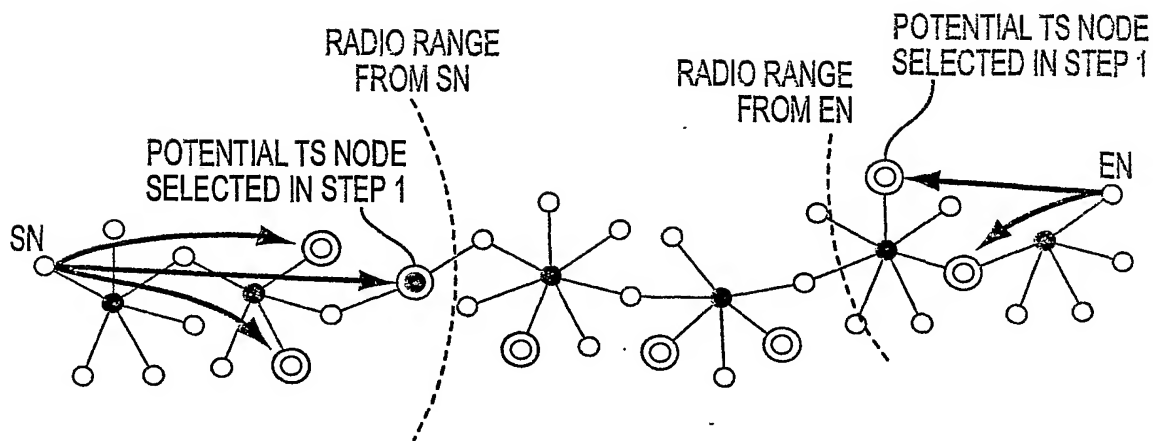 RADIO RANGE
FROM SN
POTENTIAL TS NODE
SELECTED IN STEP 1
RADIO RANGE
FROM EN
POTENTIAL TS NODE
SELECTED IN STEP 1
SN
EN